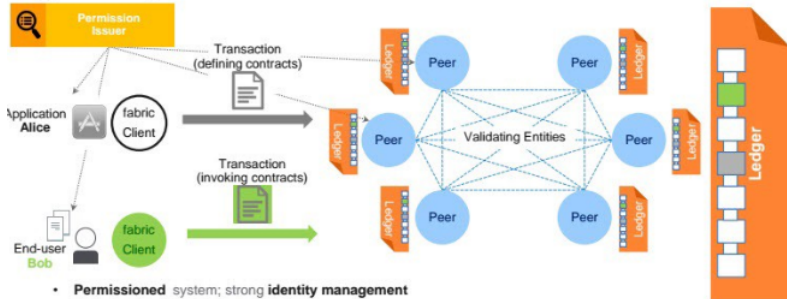 Permission
Issuer
Transaction
(defining contracts)
Application
Alice
fabric
Client
Transaction
(invoking contracts)
End-user
Bob
fabric
Client
Ledger
Peer
Peer
Ledger
Ledger
Peer
Validating Entities
Peer
Ledger
Ledger
Peer
Peer
Ledger
Ledger
• Permissioned system; strong identity management